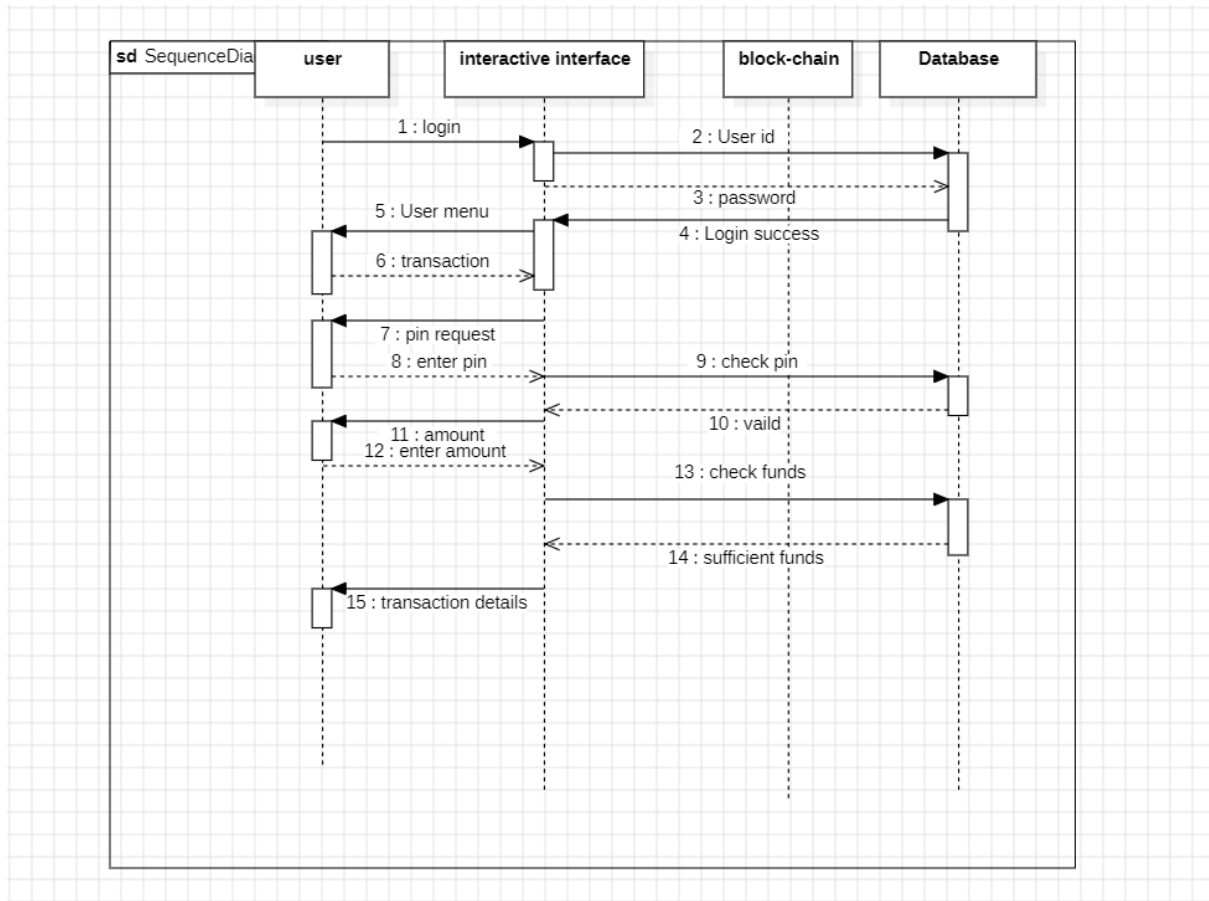 sd SequenceDia
user
interactive interface
block-chain
Database
1 : login
2 : User id
3 : password
5 : User menu
4 : Login success
6 : transaction
7 : pin request
8 : enter pin
9 : check pin
10 : vaild
11 : amount
12 : enter amount
13 : check funds
14 : sufficient funds
15 : transaction details